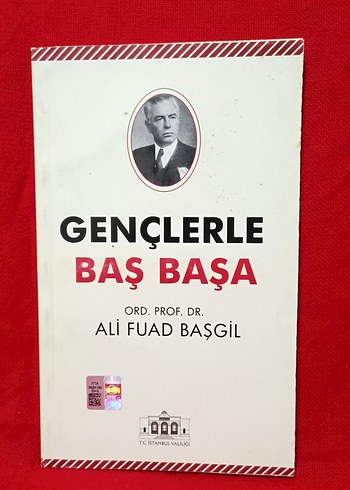 GENÇLERLE
BAŞ BAŞA
ORD. PROF. DR.
ALİ FUAD BAŞGİL
T.C. İSTANBUL VALİLİĞİ